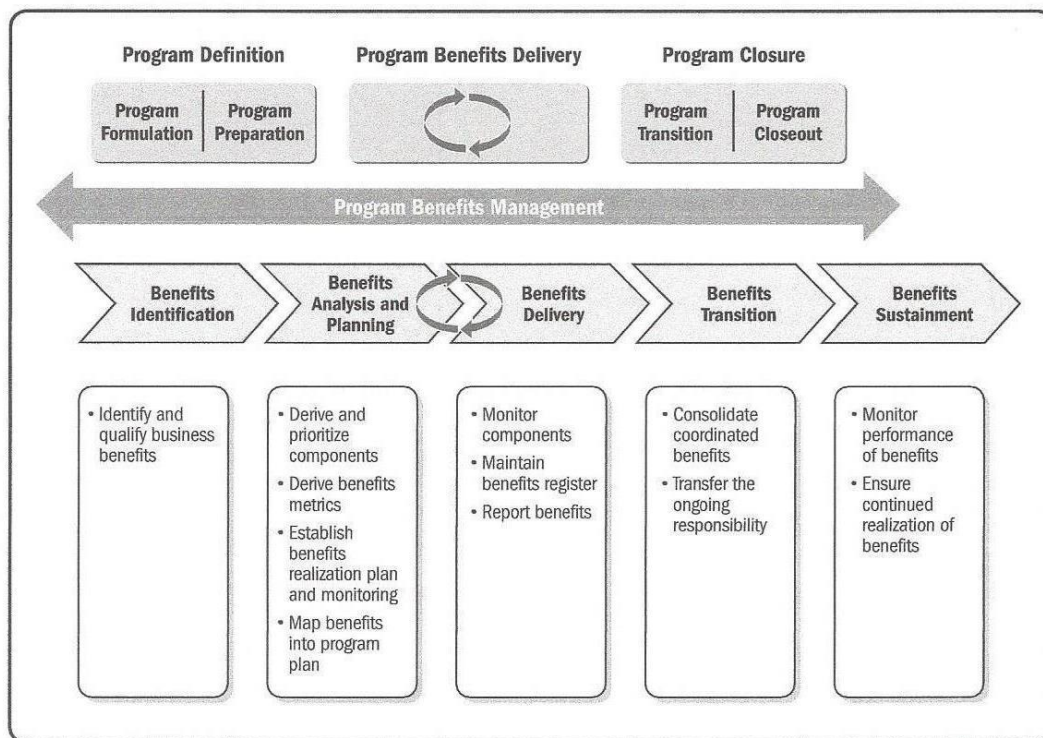 Program Definition
Program Benefits Delivery
Program Closure
Program
Formulation
Program
Preparation
Program
Transition
Program
Closeout
Program Benefits Management
Benefits
Identification
Benefits
Analysis and
Planning
Benefits
Delivery
Benefits
Transition
Benefits
Sustainment
• Identify and
qualify business
benefits
• Derive and
prioritize
components
• Derive benefits
metrics
• Establish
benefits
realization plan
and monitoring
• Map benefits
into program
plan
• Monitor
components
• Maintain
benefits register
• Report benefits
• Consolidate
coordinated
benefits
• Transfer the
ongoing
responsibility
• Monitor
performance
of benefits
• Ensure
continued
realization of
benefits